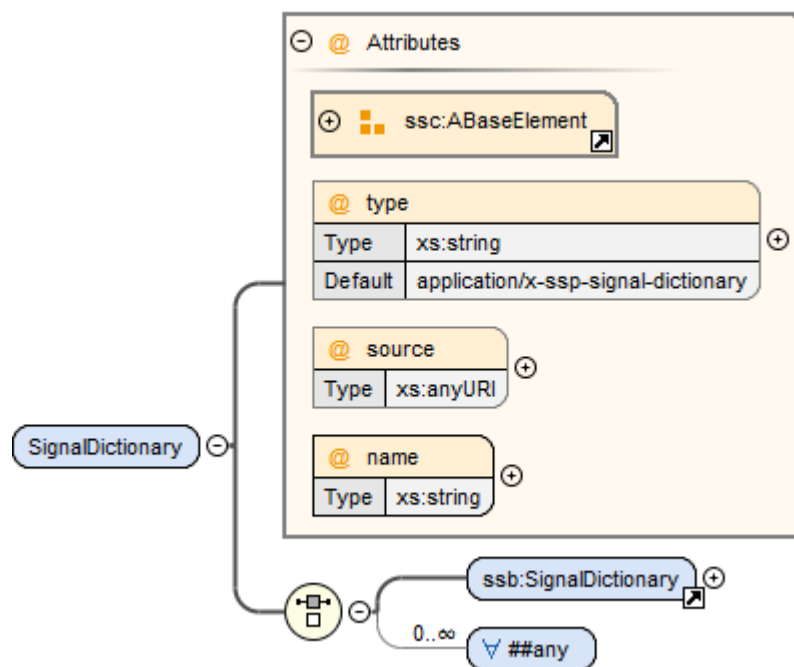 @ Attributes
ssc:ABaseElement
@ type
Type xs:string
Default application/x-ssp-signal-dictionary
@ source
Type xs:anyURI
SignalDictionary
@ name
Type xs:string
ssb:SignalDictionary
0..∞
∀ ##any